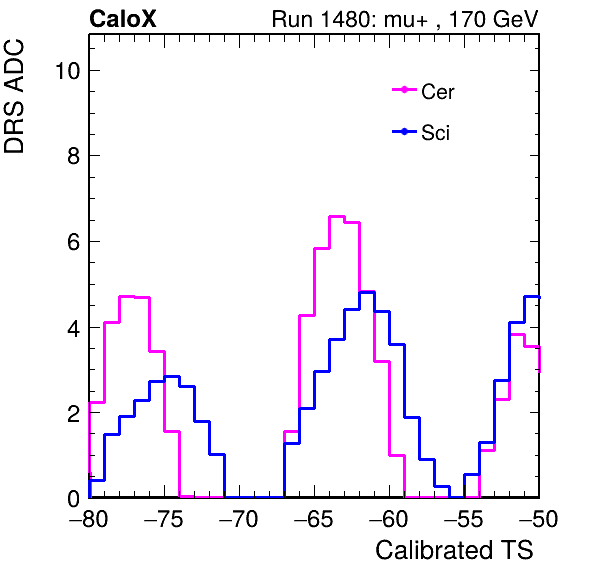 CaloX Run 1480: mu+ , 170 GeV
DRS ADC
10
8
6
4
2
0
Cer
Sci
−80 −75 −70 −65 −60 −55 −50
Calibrated TS